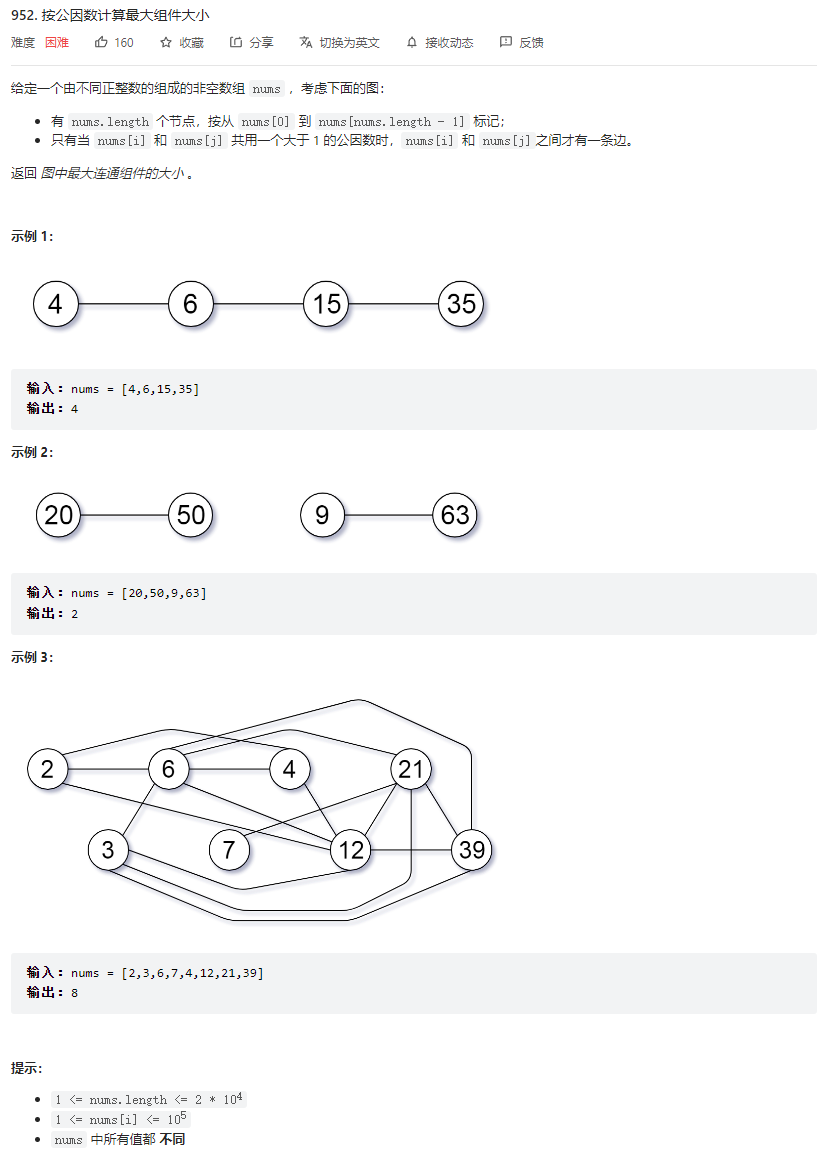 952. 按公因数计算最大组件大小
难度 困难 160 收藏 分享 切换为英文 接收动态 反馈
给定一个由不同正整数的组成的非空数组 nums ，考虑下面的图：
有 nums.length 个节点，按从 nums[0] 到 nums[nums.length - 1] 标记；
只有当 nums[i] 和 nums[j] 共用一个大于 1 的公因数时，nums[i] 和 nums[j]之间才有一条边。
返回 图中最大连通组件的大小 。
示例 1：
4 6 15 35
输入：nums = [4,6,15,35]
输出：4
示例 2：
20 50 9 63
输入：nums = [20,50,9,63]
输出：2
示例 3：
2 6 4 21
3 7 12 39
输入：nums = [2,3,6,7,4,12,21,39]
输出：8
提示：
1 <= nums.length <= 2 * 10⁴
1 <= nums[i] <= 10⁵
nums 中所有值都 不同